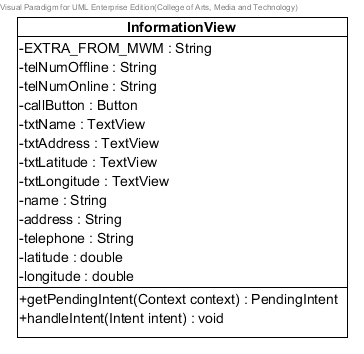 Visual Paradigm for UML Enterprise Edition(College of Arts, Media and Technology)
InformationView
-EXTRA_FROM_MWM : String
-telNumOffline : String
-telNumOnline : String
-callButton : Button
-txtName : TextView
-txtAddress : TextView
-txtLatitude : TextView
-txtLongitude : TextView
-name : String
-address : String
-telephone : String
-latitude : double
-longitude : double
+getPendingIntent(Context context) : PendingIntent
+handleIntent(Intent intent) : void